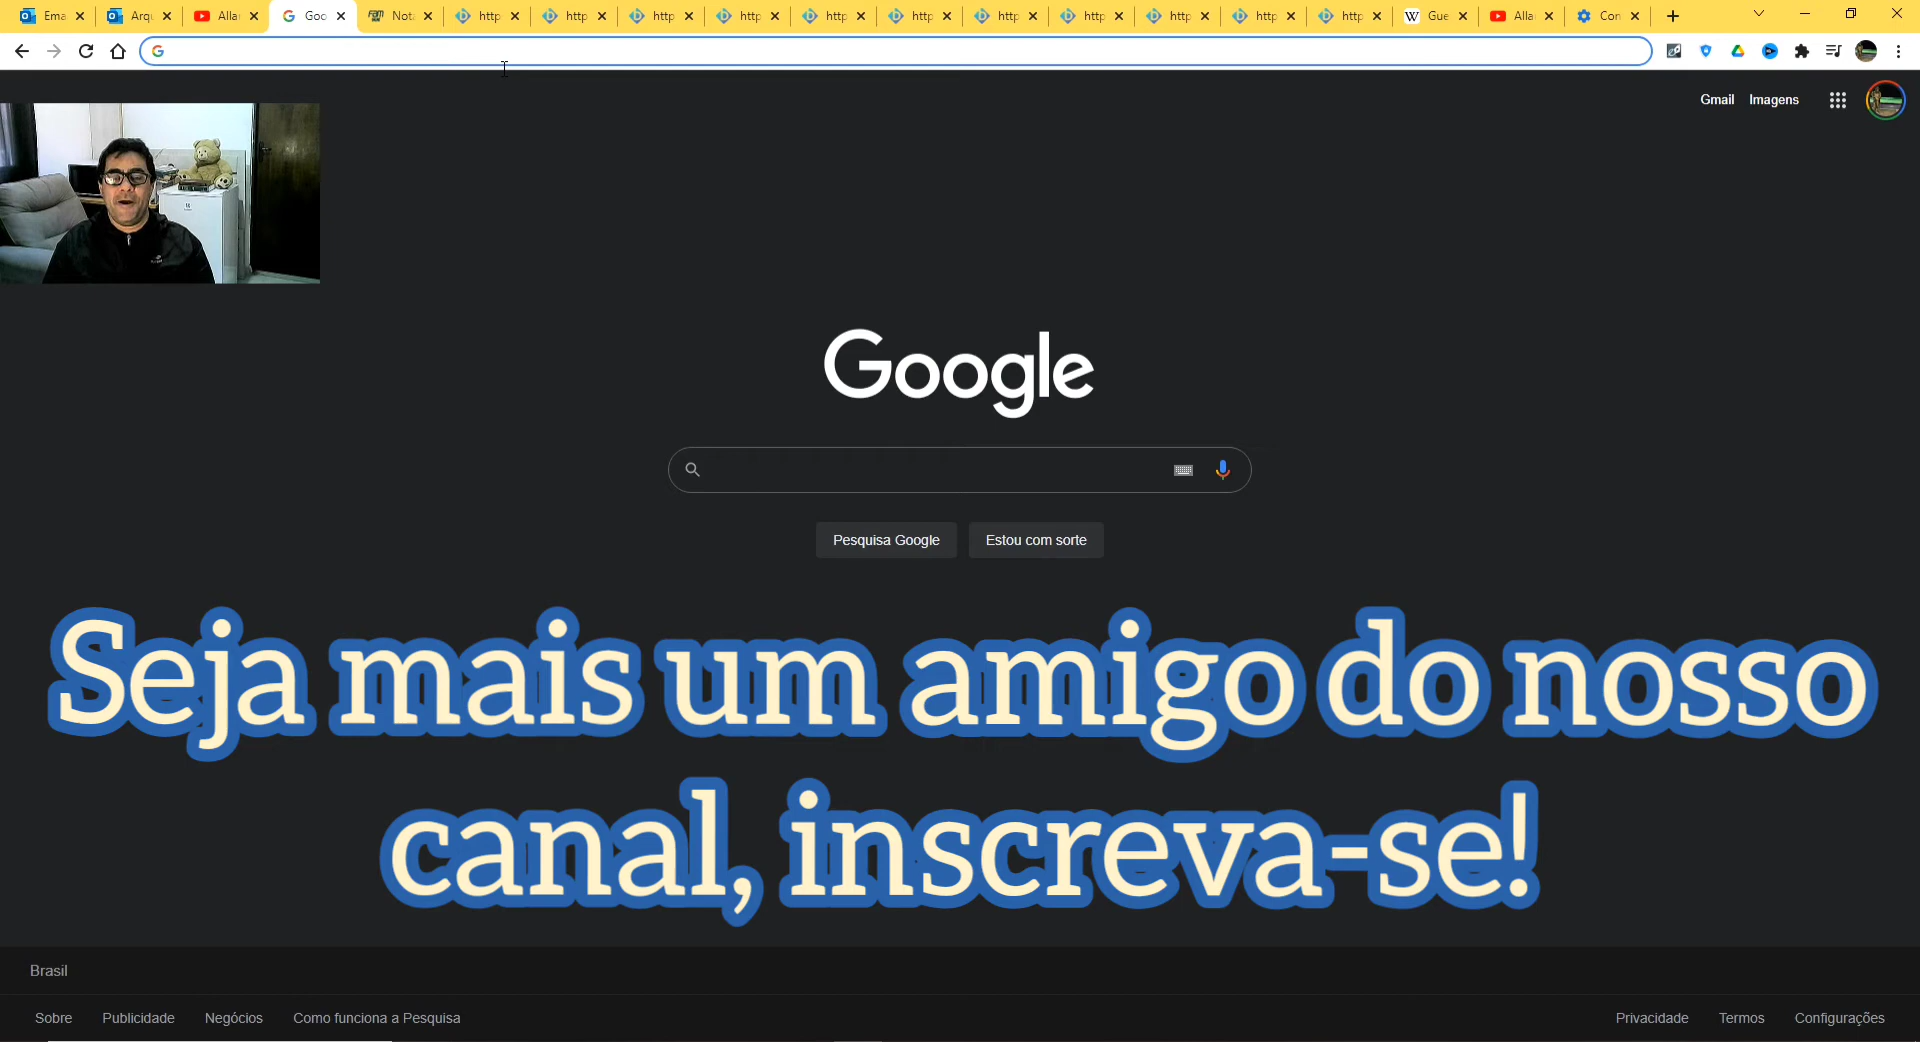 Ema
Arqu
Alla
Goo
Not
http
http
http
http
http
http
http
http
http
http
http
Gue
Alla
Con
Gmail Imagens
Google
Pesquisa Google Estou com sorte
Seja mais um amigo do nosso
canal, inscreva-se!
Brasil
Sobre Publicidade Negócios Como funciona a Pesquisa Privacidade Termos Configurações